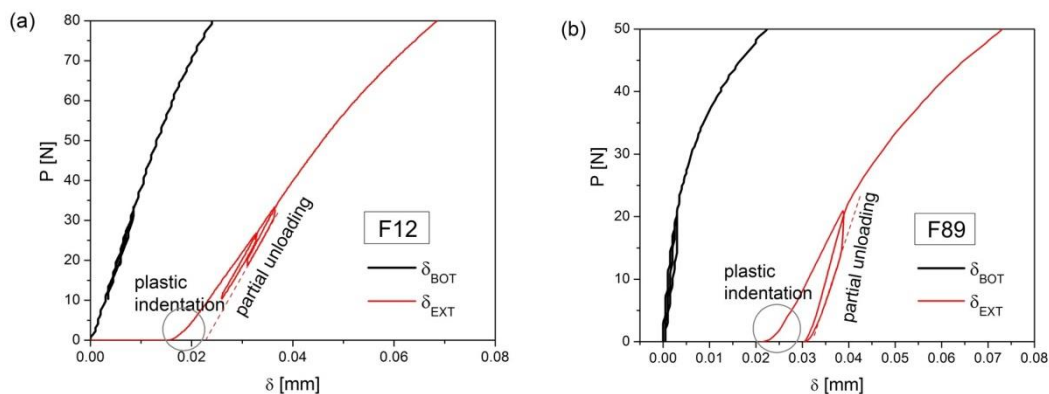 (a)
80
70
60
50
40
30
20
10
0
P [N]
0.00
0.02
0.04
0.06
0.08
δ [mm]
plastic
indentation
partial unloading
F12
δBOT
δEXT
(b)
50
40
30
20
10
0
P [N]
0.00
0.01
0.02
0.03
0.04
0.05
0.06
0.07
0.08
δ [mm]
plastic
indentation
partial unloading
F89
δBOT
δEXT